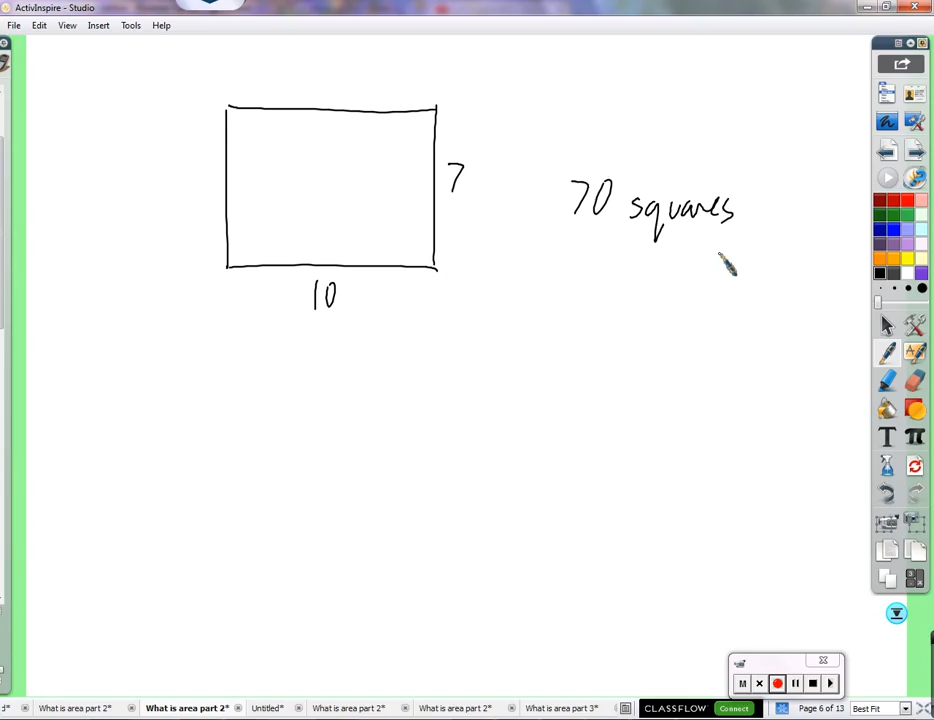 ActivInspire - Studio
File Edit View Insert Tools Help
7
70 squares
10
M
d* What is area part 2* What is area part 2* Untitled* What is area part 2* What is area part 2* What is area part 3* CLASSFLOW Connect Page 6 of 13 Best Fit